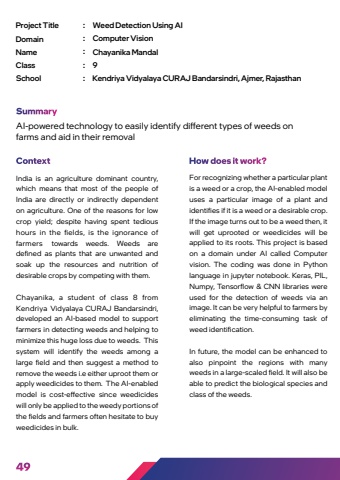 Project Title : Weed Detection Using AI
Domain : Computer Vision
Name : Chayanika Mandal
Class : 9
School : Kendriya Vidyalaya CURAJ Bandarsindri, Ajmer, Rajasthan
Summary
AI-powered technology to easily identify different types of weeds on
farms and aid in their removal
Context
India is an agriculture dominant country,
which means that most of the people of
India are directly or indirectly dependent
on agriculture. One of the reasons for low
crop yield; despite having spent tedious
hours in the fields, is the ignorance of
farmers towards weeds. Weeds are
defined as plants that are unwanted and
soak up the resources and nutrition of
desirable crops by competing with them.
Chayanika, a student of class 8 from
Kendriya Vidyalaya CURAJ Bandarsindri,
developed an AI-based model to support
farmers in detecting weeds and helping to
minimize this huge loss due to weeds. This
system will identify the weeds among a
large field and then suggest a method to
remove the weeds i.e either uproot them or
apply weedicides to them. The AI-enabled
model is cost-effective since weedicides
will only be applied to the weedy portions of
the fields and farmers often hesitate to buy
weedicides in bulk.
How does it work?
For recognizing whether a particular plant
is a weed or a crop, the AI-enabled model
uses a particular image of a plant and
identifies if it is a weed or a desirable crop.
If the image turns out to be a weed then, it
will get uprooted or weedicides will be
applied to its roots. This project is based
on a domain under AI called Computer
vision. The coding was done in Python
language in jupyter notebook. Keras, PIL,
Numpy, Tensorflow & CNN libraries were
used for the detection of weeds via an
image. It can be very helpful to farmers by
eliminating the time-consuming task of
weed identification.
In future, the model can be enhanced to
also pinpoint the regions with many
weeds in a large-scaled field. It will also be
able to predict the biological species and
class of the weeds.
49